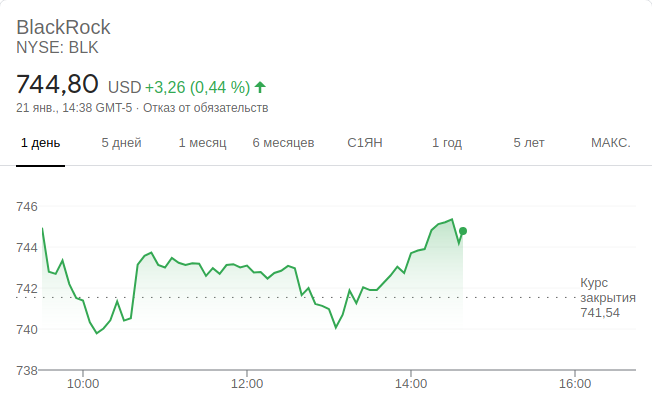 BlackRock
NYSE: BLK
744,80 USD +3,26 (0,44 %)
21 янв., 14:38 GMT-5 · Отказ от обязательств
1 день 5 дней 1 месяц 6 месяцев С1ЯН 1 год 5 лет МАКС.
746
744
742
740
738
Курс
закрытия
741,54
10:00 12:00 14:00 16:00